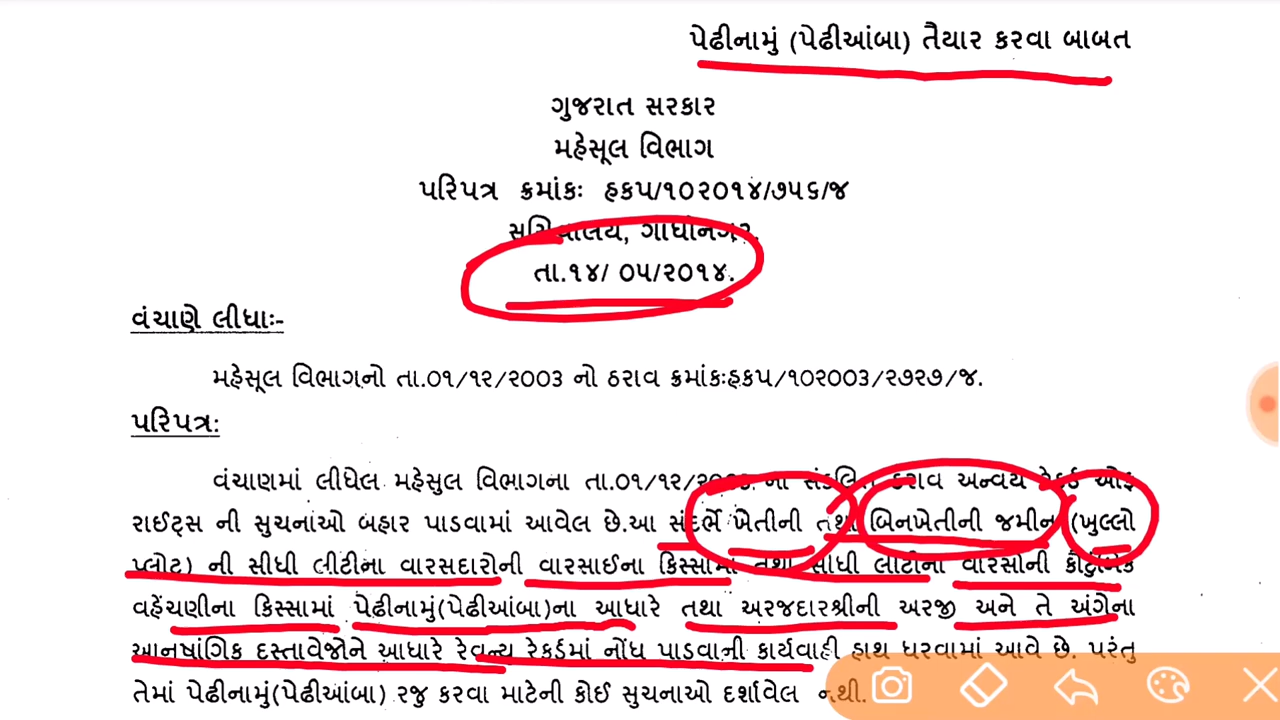 પેઢીનામું (પેઢીઆંબા) તૈયાર કરવા બાબત
ગુજરાત સરકાર
મહેસૂલ વિભાગ
પરિપત્ર ક્રમાંકઃ હકપ/૧૦૨૦૧૪/૭૫૬/જ
સચિવાલય, ગાંધીનગર.
તા.૧૪/ ૦૫/૨૦૧૪.
વંચાણે લીધાઃ-
મહેસૂલ વિભાગનો તા.૦૧/૧૨/૨૦૦૩ નો ઠરાવ ક્રમાંકઃહકપ/૧૦૨૦૦૩/૨૭૨૭/જ.
પરિપત્ર:
વંચાણમાં લીધેલ મહેસુલ વિભાગના તા.૦૧/૧૨/૨૦૦૩ ના સંકલિત ઠરાવ અન્વયે રેકર્ડ ઓફ
રાઈટ્સ ની સુચનાઓ બહાર પાડવામાં આવેલ છે.આ સંદર્ભે ખેતીની તથા બિનખેતીની જમીન (ખુલ્લો
પ્લોટ) ની સીધી લીટીના વારસદારોની વારસાઈના કિસ્સામાં તથા સીધી લીટીના વારસોની કૌટુંબિક
વહેંચણીના કિસ્સામાં પેઢીનામું(પેઢીઆંબા)ના આધારે તથા અરજદારશ્રીની અરજી અને તે અંગેના
આનષાંગિક દસ્તાવેજોને આધારે રેવન્યુ રેકર્ડમાં નોંધ પાડવાની કાર્યવાહી હાથ ધરવામાં આવે છે. પરંતુ
તેમાં પેઢીનામું(પેઢીઆંબા) રજુ કરવા માટેની કોઈ સુચનાઓ દર્શાવેલ નથી.